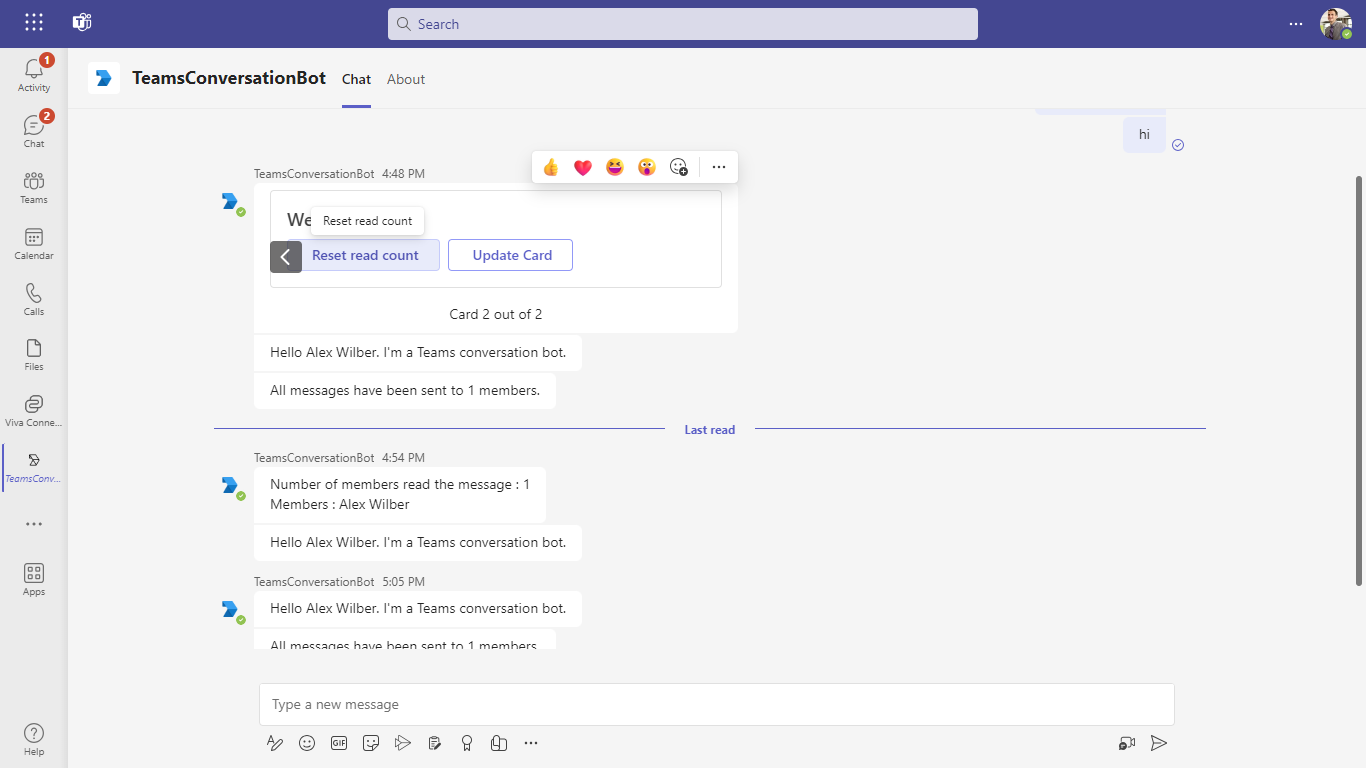 Search
1
Activity
2
Chat
Teams
Calendar
Calls
Files
Viva Conne...
TeamsConv...
Apps
Help
TeamsConversationBot
Chat
About
hi
TeamsConversationBot 4:48 PM
We
Reset read count
Reset read count
Update Card
Card 2 out of 2
Hello Alex Wilber. I'm a Teams conversation bot.
All messages have been sent to 1 members.
Last read
TeamsConversationBot 4:54 PM
Number of members read the message : 1
Members : Alex Wilber
Hello Alex Wilber. I'm a Teams conversation bot.
TeamsConversationBot 5:05 PM
Hello Alex Wilber. I'm a Teams conversation bot.
All messages have been sent to 1 members.
Type a new message
GIF